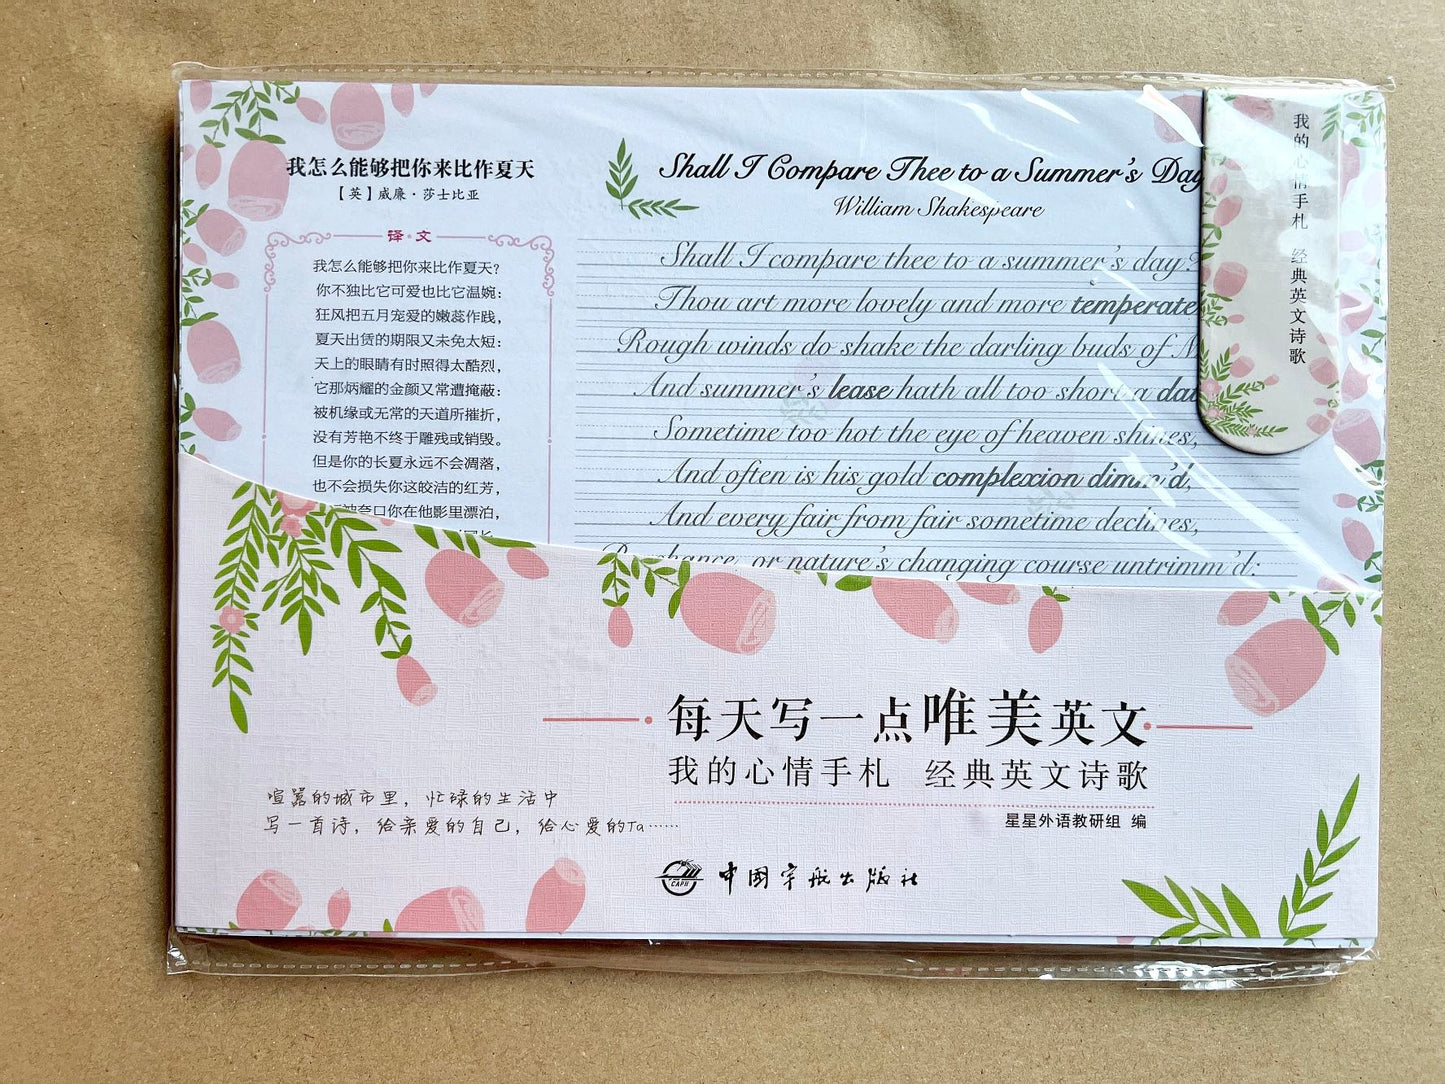 我怎么能够把你来比作夏天
【英】威廉·莎士比亚
译·文
我怎么能够把你来比作夏天?
你不独比它可爱也比它温婉:
狂风把五月宠爱的嫩蕊作践,
夏天出赁的期限又未免太短:
天上的眼睛有时照得太酷烈,
它那炳耀的金颜又常遭掩蔽:
被机缘或无常的天道所摧折,
没有芳艳不终于雕残或销毁。
但是你的长夏永远不会凋落,
也不会损失你这皎洁的红芳,
夸口你在他影里漂泊,
Shall I Compare Thee to a Summer's Day
William Shakespeare
Shall I compare thee to a summer's day?
Thou art more lovely and more temperate
Rough winds do shake the darling buds of
And summer's lease hath all too short a
Sometime too hot the eye of heaven shines,
And often is his gold complexion dimm'd,
And every fair from fair sometime declines,
or nature's changing course untrimm'd:
我的心情手札 经典英文诗歌
每天写一点唯美英文
我的心情手札 经典英文诗歌
星星外语教研组 编
喧嚣的城市里，忙碌的生活中
写一首诗，给亲爱的自己，给心爱的Ta……
CAPH
中国宇航出版社